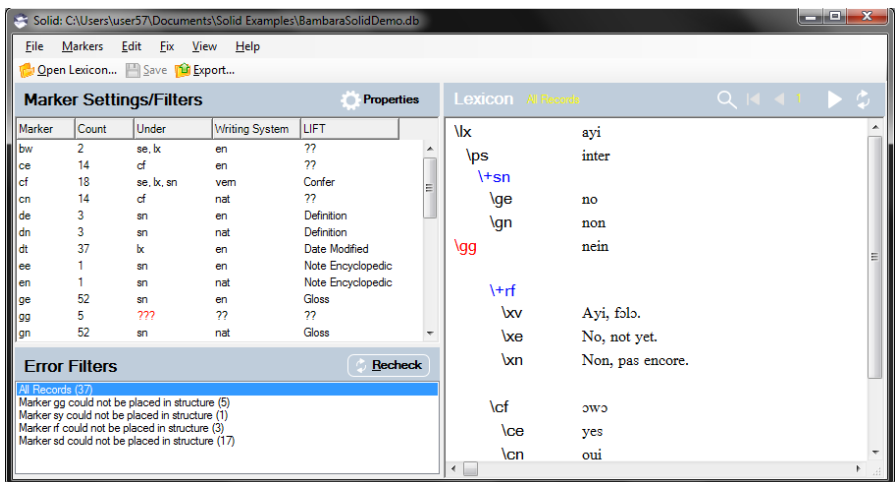 Solid: C:\Users\user57\Documents\Solid Examples\BambaraSolidDemo.db
File Markers Edit Fix View Help
Open Lexicon... Save Export...
Marker Settings/Filters Properties
Marker Count Under Writing System LIFT
bw 2 se, lx en ??
ce 14 cf en ??
cf 18 se, lx, sn vern Confer
cn 14 cf nat ??
de 3 sn en Definition
dn 3 sn nat Definition
dt 37 lx en Date Modified
ee 1 sn en Note Encyclopedic
en 1 sn nat Note Encyclopedic
ge 52 sn en Gloss
gg 5 ??? ?? ??
gn 52 sn nat Gloss
Error Filters Recheck
All Records (37)
Marker gg could not be placed in structure (5)
Marker sy could not be placed in structure (1)
Marker rf could not be placed in structure (3)
Marker sd could not be placed in structure (17)
Lexicon All Records 1
\lx ayi
\ps inter
\+sn
\ge no
\gn non
\gg nein
\+rf
\xv Ayi, fɔlɔ.
\xe No, not yet.
\xn Non, pas encore.
\cf ɔwɔ
\ce yes
\cn oui